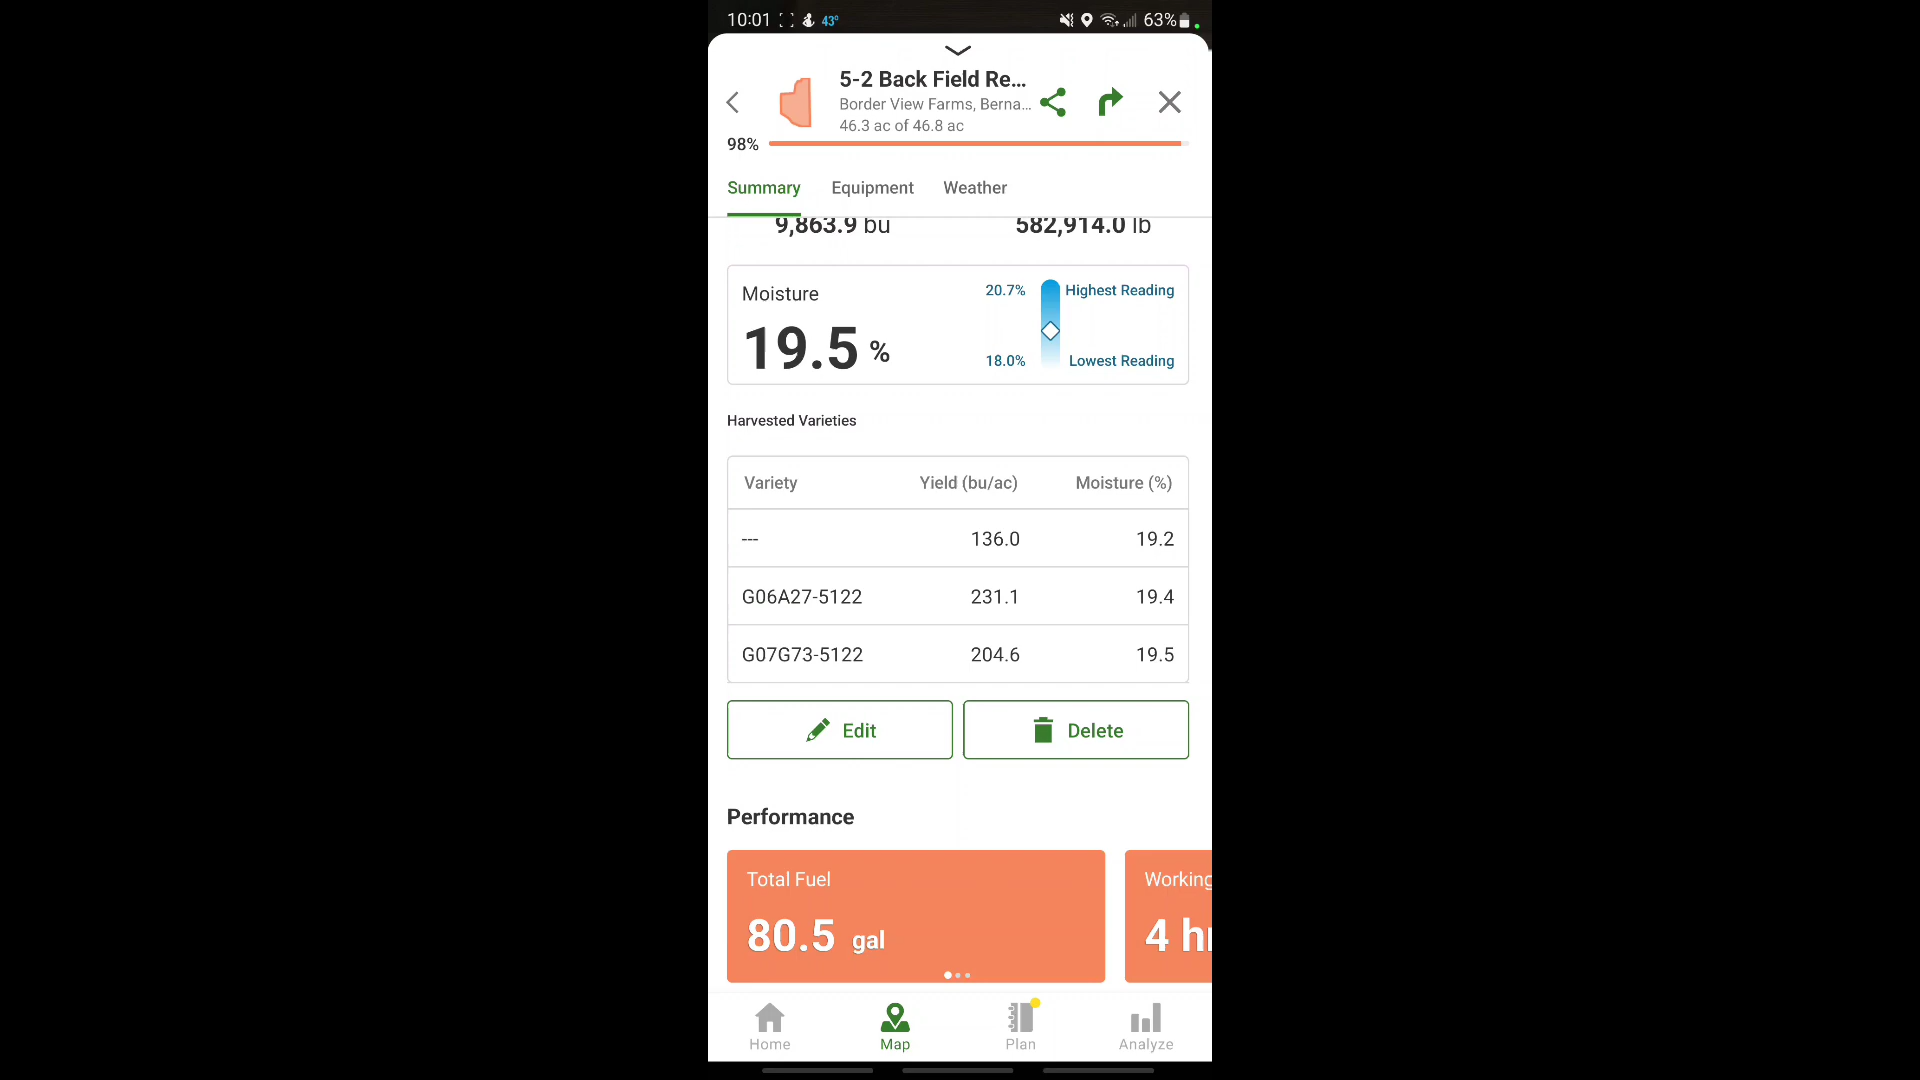 10:01 43° 63%
5-2 Back Field Re...
Border View Farms, Berna...
46.3 ac of 46.8 ac
98%
Summary Equipment Weather
9,863.9 bu 582,914.0 lb
Moisture
19.5 %
20.7% Highest Reading
18.0% Lowest Reading
Harvested Varieties
Variety Yield (bu/ac) Moisture (%)
--- 136.0 19.2
G06A27-5122 231.1 19.4
G07G73-5122 204.6 19.5
Edit Delete
Performance
Total Fuel Working
80.5 gal 4 h
Home Map Plan Analyze